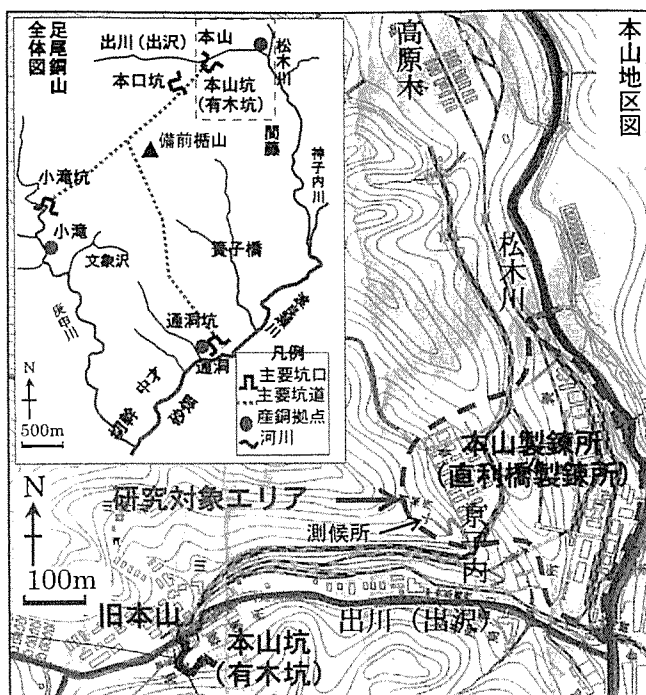 足尾銅山
全体図
出川（出沢）
本山
松木川
本口坑
本山坑
（有木坑）
間藤
神子内川
備前楯山
小滝坑
小滝
文象沢
簀子橋
庚申川
通洞坑
通洞
中才
切幹
砂畑
凡例
主要坑口
主要坑道
産銅拠点
河川
N
500m
本山地区図
高原木
松木川
本山製錬所
（直利橋製錬所）
研究対象エリア
測候所
京子内
N
100m
旧本山
出川（出沢）
本山坑
（有木坑）